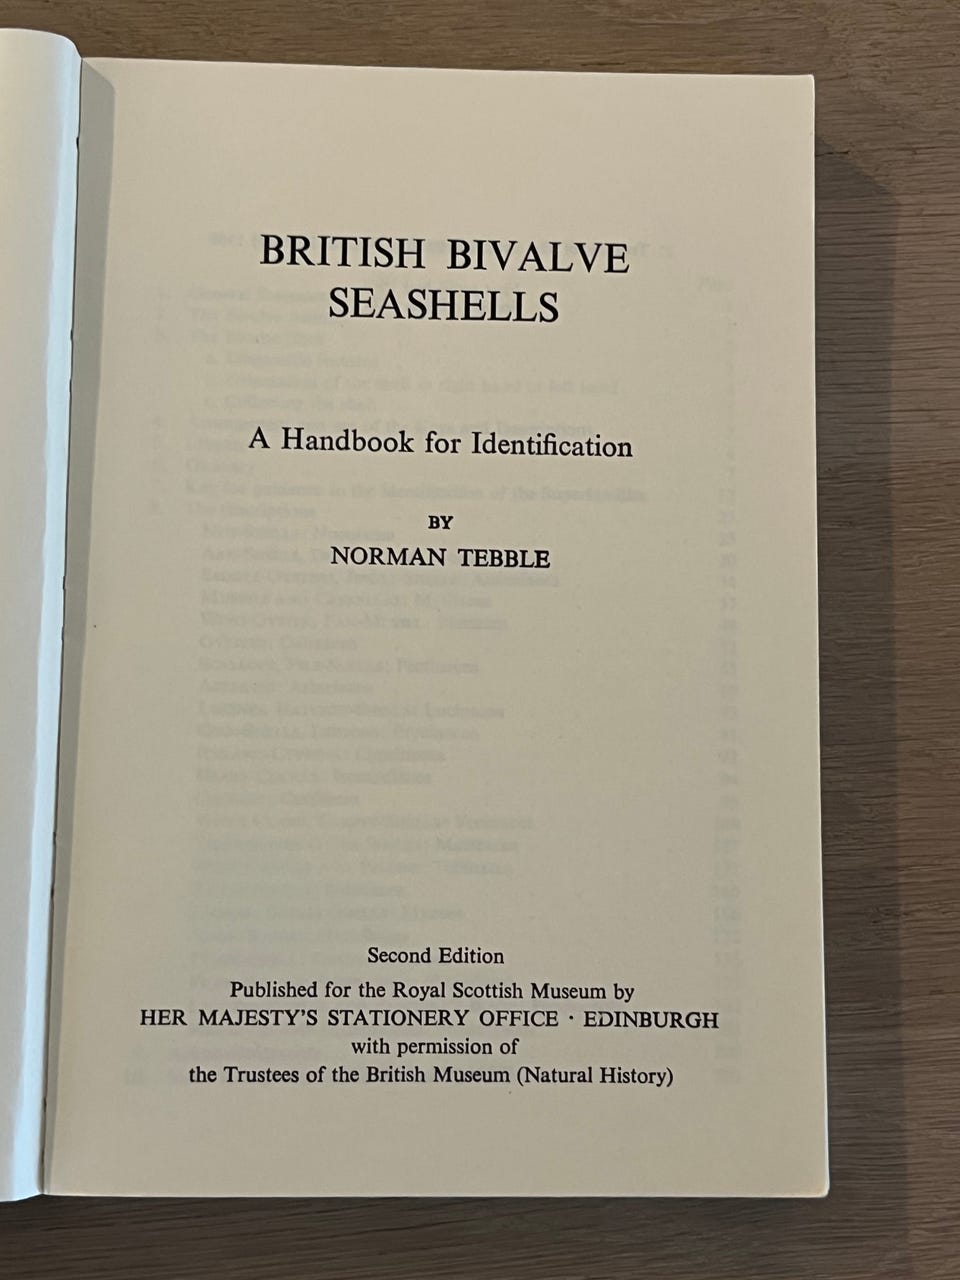 BRITISH BIVALVE
SEASHELLS
A Handbook for Identification
BY
NORMAN TEBBLE
Second Edition
Published for the Royal Scottish Museum by
HER MAJESTY'S STATIONERY OFFICE · EDINBURGH
with permission of
the Trustees of the British Museum (Natural History)